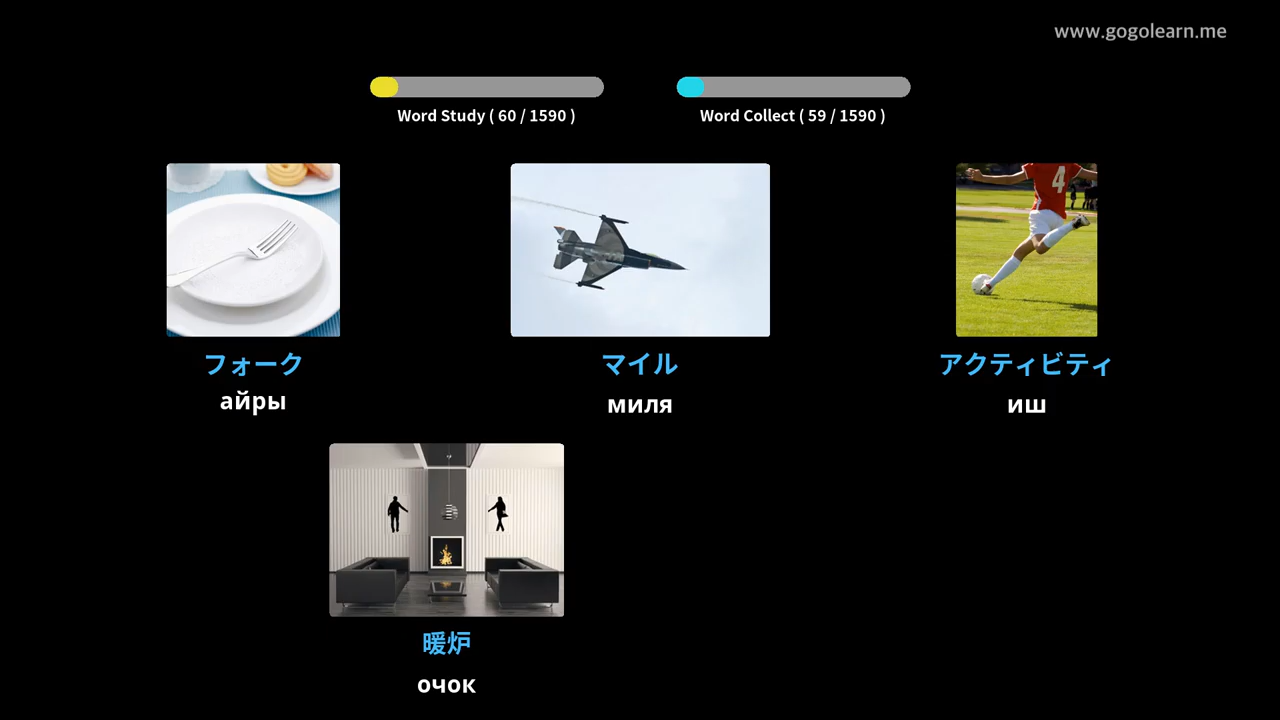 www.gogolearn.me
Word Study ( 60 / 1590 )
Word Collect ( 59 / 1590 )
4
フォーク
айры
マイル
миля
アクティビティ
иш
暖炉
очок